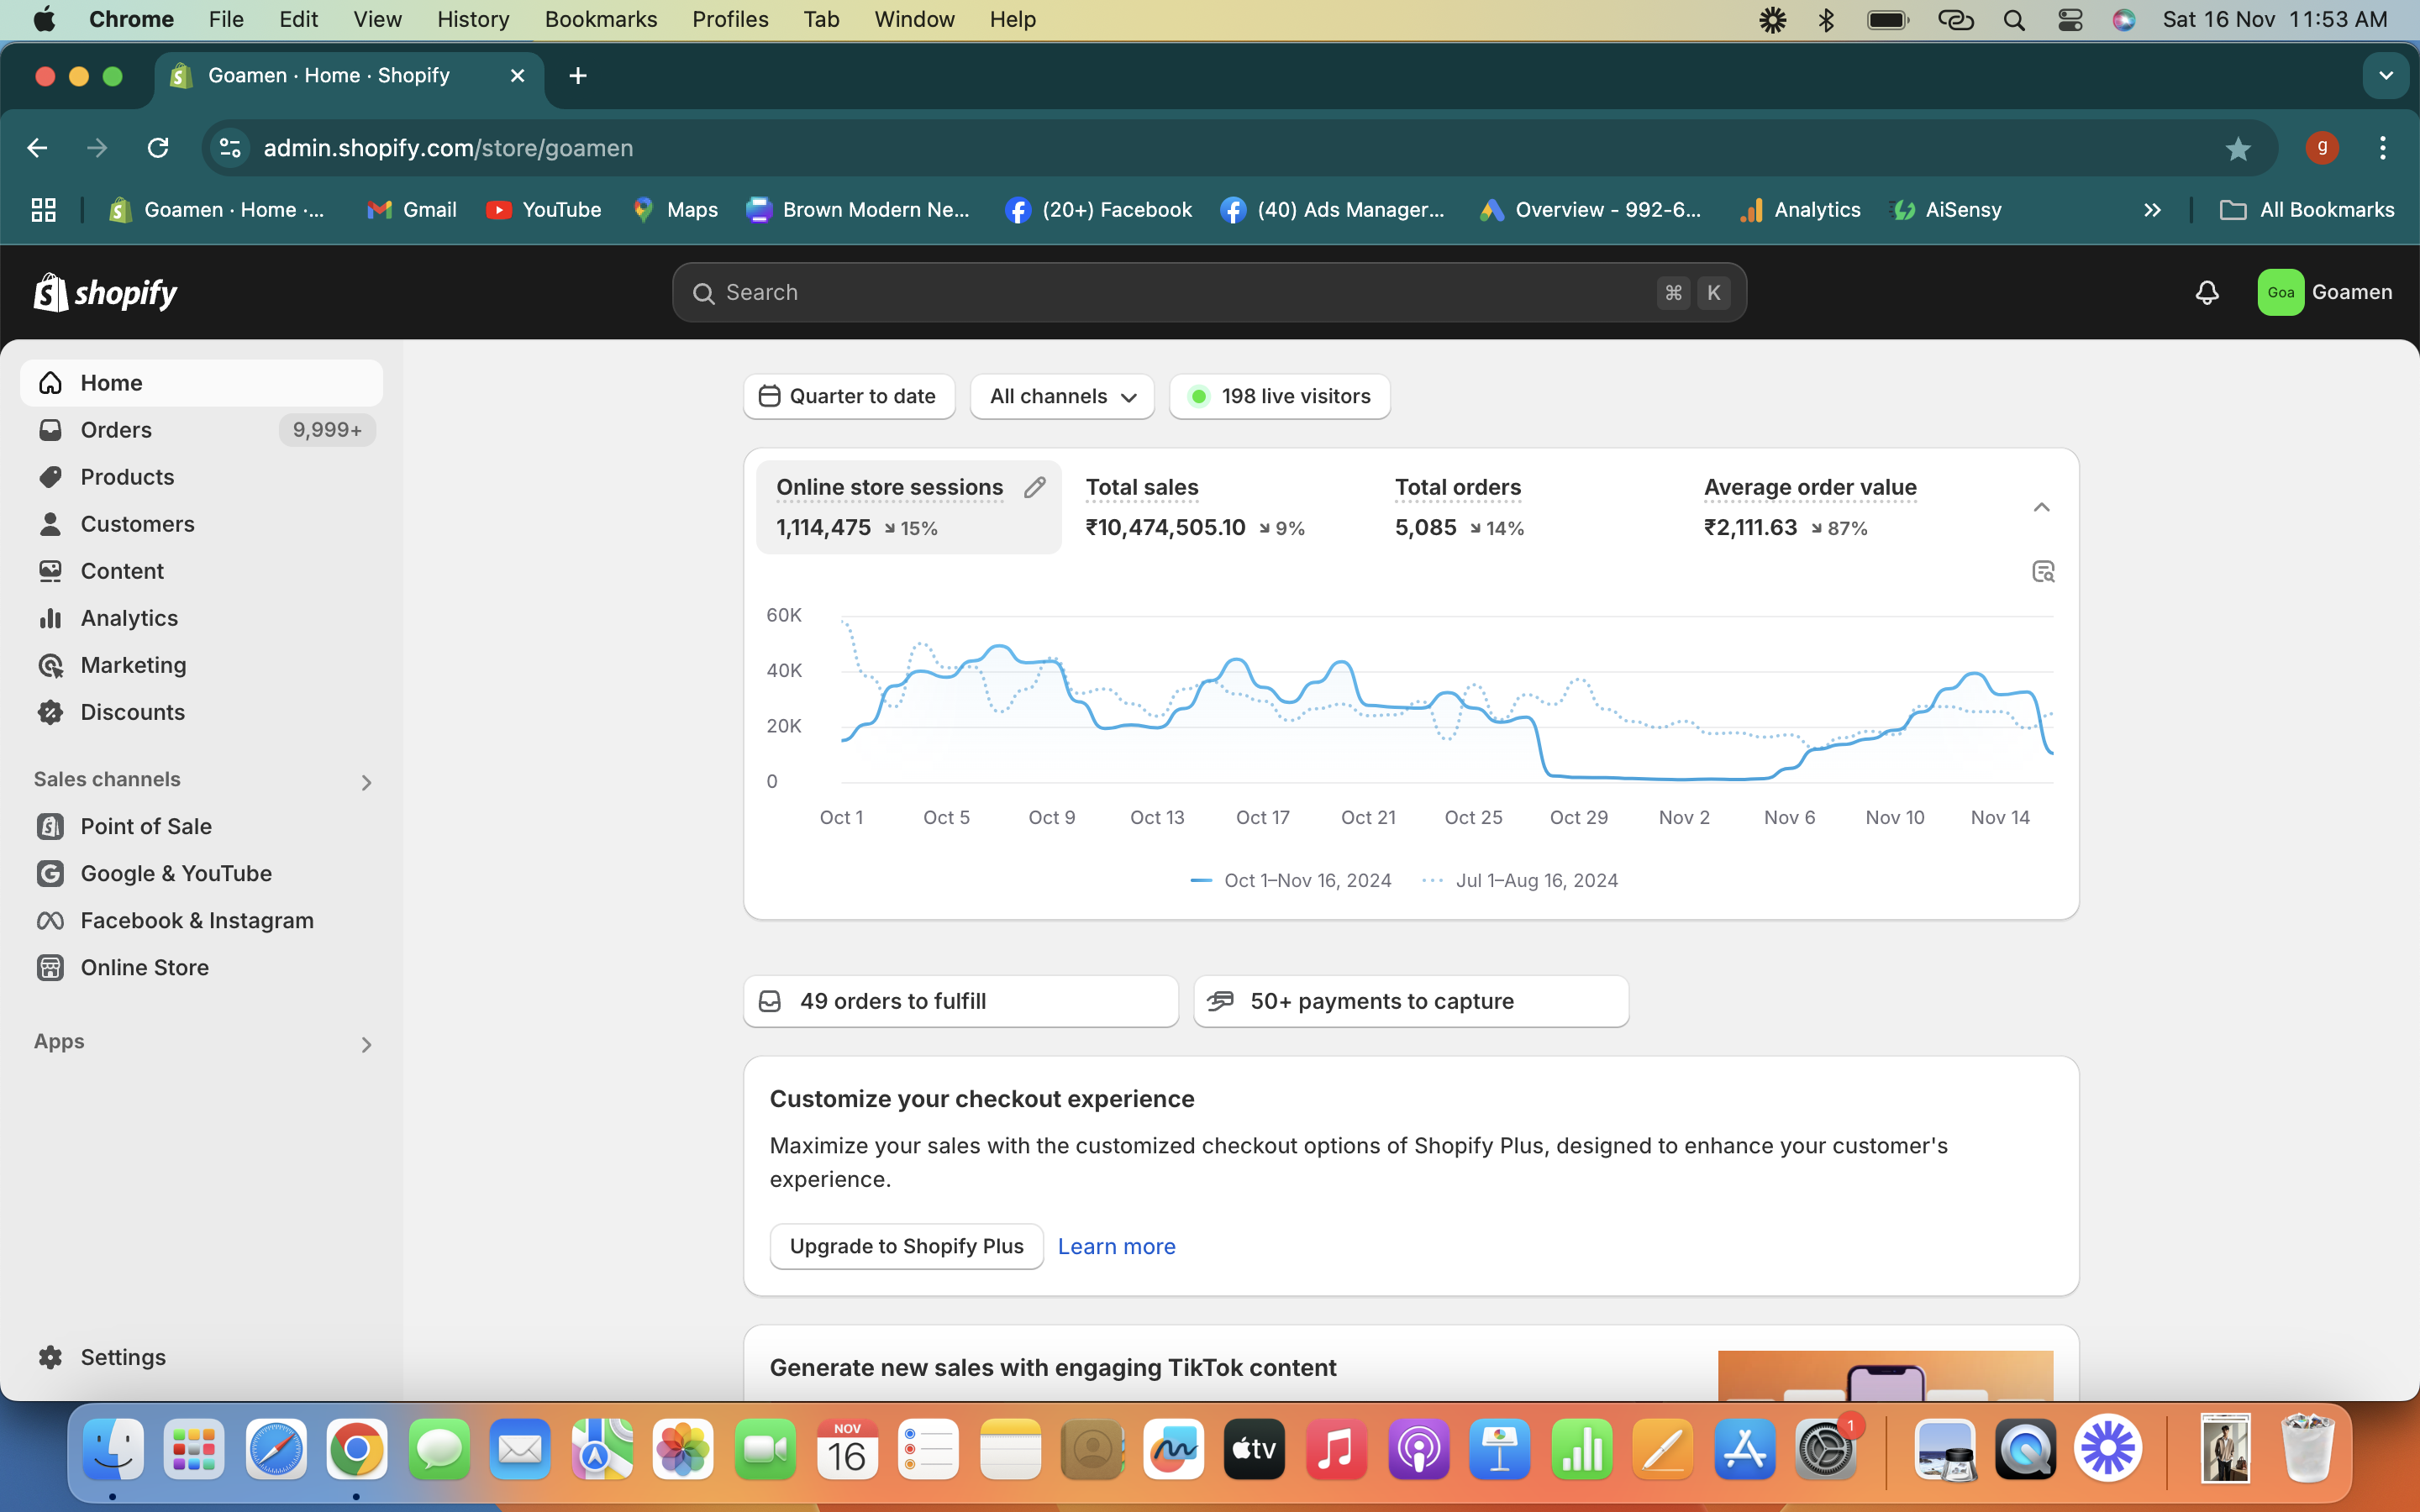 Chrome File Edit View History Bookmarks Profiles Tab Window Help Sat 16 Nov 11:53 AM
Goamen · Home · Shopify
admin.shopify.com/store/goamen g
Goamen · Home ·... Gmail YouTube Maps Brown Modern Ne... (20+) Facebook (40) Ads Manager... Overview - 992-6... Analytics AiSensy All Bookmarks
shopify Search ⌘ K Goa Goamen
Home
Orders 9,999+
Products
Customers
Content
Analytics
Marketing
Discounts
Sales channels
Point of Sale
Google & YouTube
Facebook & Instagram
Online Store
Apps
Settings
Quarter to date All channels 198 live visitors
Online store sessions Total sales Total orders Average order value
1,114,475 15% ₹10,474,505.10 9% 5,085 14% ₹2,111.63 87%
60K
40K
20K
0
Oct 1 Oct 5 Oct 9 Oct 13 Oct 17 Oct 21 Oct 25 Oct 29 Nov 2 Nov 6 Nov 10 Nov 14
Oct 1–Nov 16, 2024 Jul 1–Aug 16, 2024
49 orders to fulfill 50+ payments to capture
Customize your checkout experience
Maximize your sales with the customized checkout options of Shopify Plus, designed to enhance your customer's
experience.
Upgrade to Shopify Plus Learn more
Generate new sales with engaging TikTok content
NOV
16
tv
1